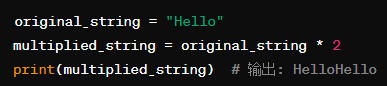 original_string = "Hello"
multiplied_string = original_string * 2
print(multiplied_string)  # 输出: HelloHello